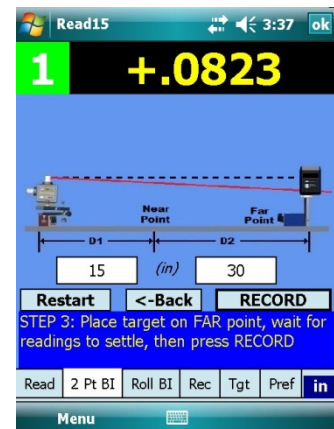 Read15 3:37 ok
1 +.0823
Near Point
Far Point
D1 D2
15 (in) 30
Restart <-Back RECORD
STEP 3: Place target on FAR point, wait for
readings to settle, then press RECORD
Read 2 Pt BI Roll BI Rec Tgt Pref in
Menu